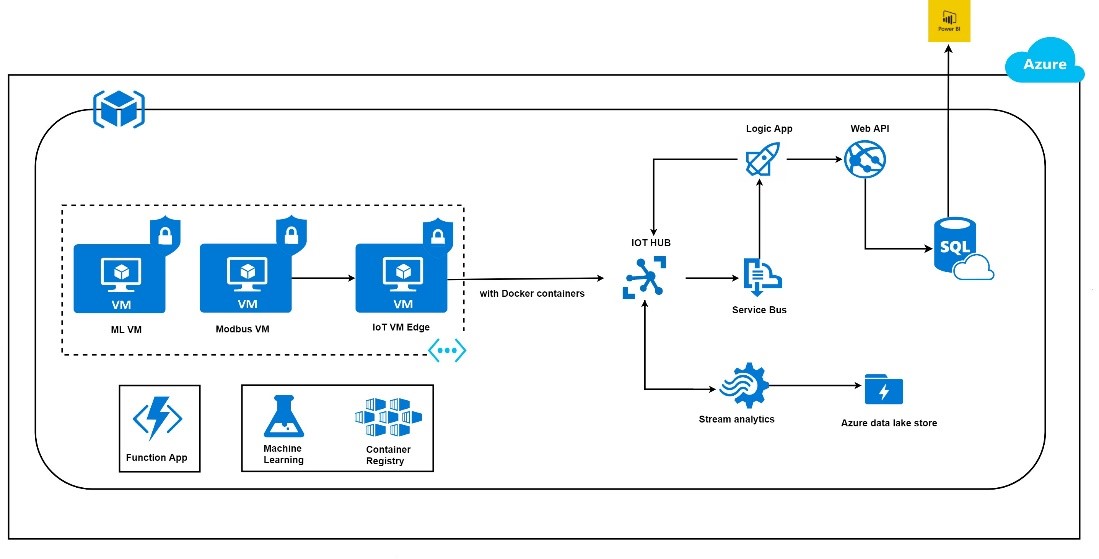 Power BI
Azure
Logic App
Web API
IOT HUB
SQL
VM
VM
VM
ML VM
Modbus VM
IoT VM Edge
with Docker containers
Service Bus
Stream analytics
Azure data lake store
Function App
Machine
Learning
Container
Registry